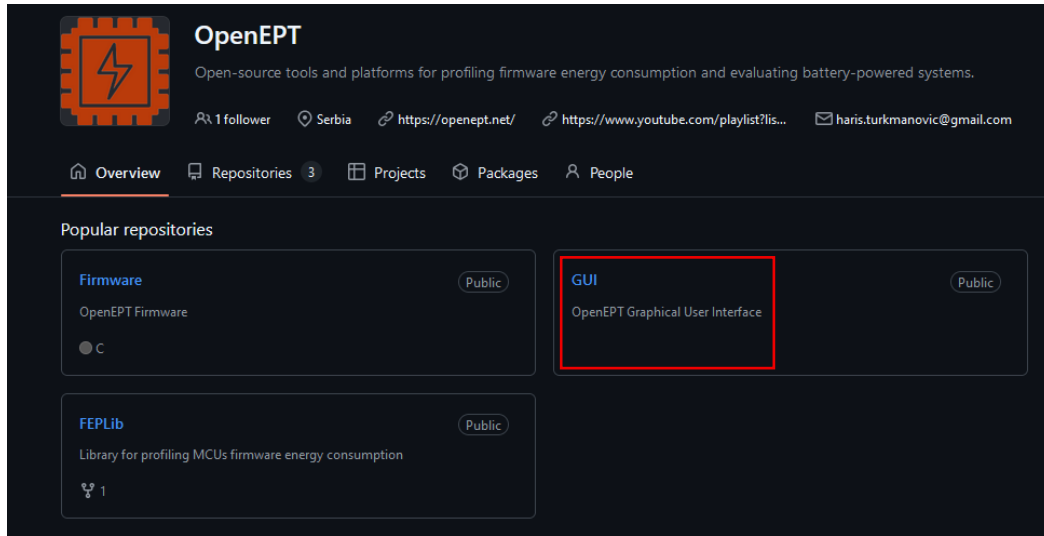 OpenEPT
Open-source tools and platforms for profiling firmware energy consumption and evaluating battery-powered systems.
1 follower Serbia https://openept.net/ https://www.youtube.com/playlist?lis... haris.turkmanovic@gmail.com
Overview Repositories 3 Projects Packages People
Popular repositories
Firmware Public
OpenEPT Firmware
C
GUI Public
OpenEPT Graphical User Interface
FEPLib Public
Library for profiling MCUs firmware energy consumption
1